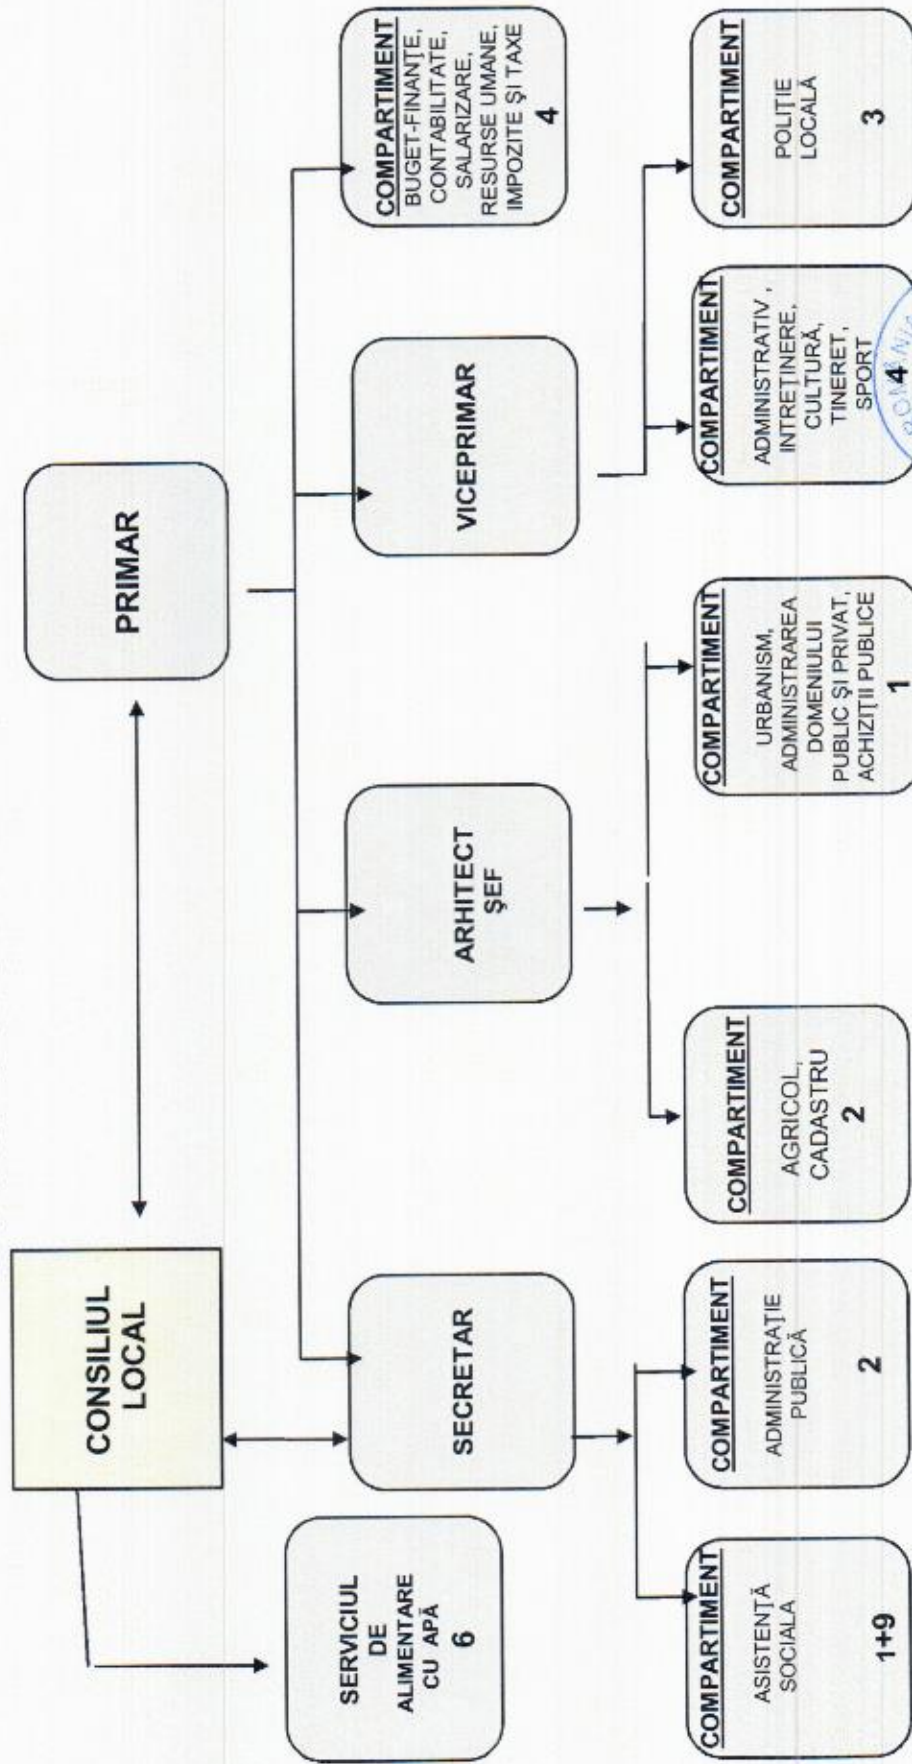 CONSILIUL
LOCAL
PRIMAR
SERVICIUL
DE
ALIMENTARE
CU APĂ
6
SECRETAR
ARHITECT
ŞEF
VICEPRIMAR
COMPARTIMENT
BUGET-FINANŢE,
CONTABILITATE,
SALARIZARE,
RESURSE UMANE,
IMPOZITE ŞI TAXE
4
COMPARTIMENT
ASISTENŢĂ
SOCIALA
1+9
COMPARTIMENT
ADMINISTRAŢIE
PUBLICĂ
2
COMPARTIMENT
AGRICOL,
CADASTRU
2
COMPARTIMENT
URBANISM,
ADMINISTRAREA
DOMENIULUI
PUBLIC ŞI PRIVAT,
ACHIZIŢII PUBLICE
1
COMPARTIMENT
ADMINISTRATIV ,
INTREŢINERE,
CULTURĂ,
TINERET,
SPORT
4
COMPARTIMENT
POLIŢIE
LOCALĂ
3